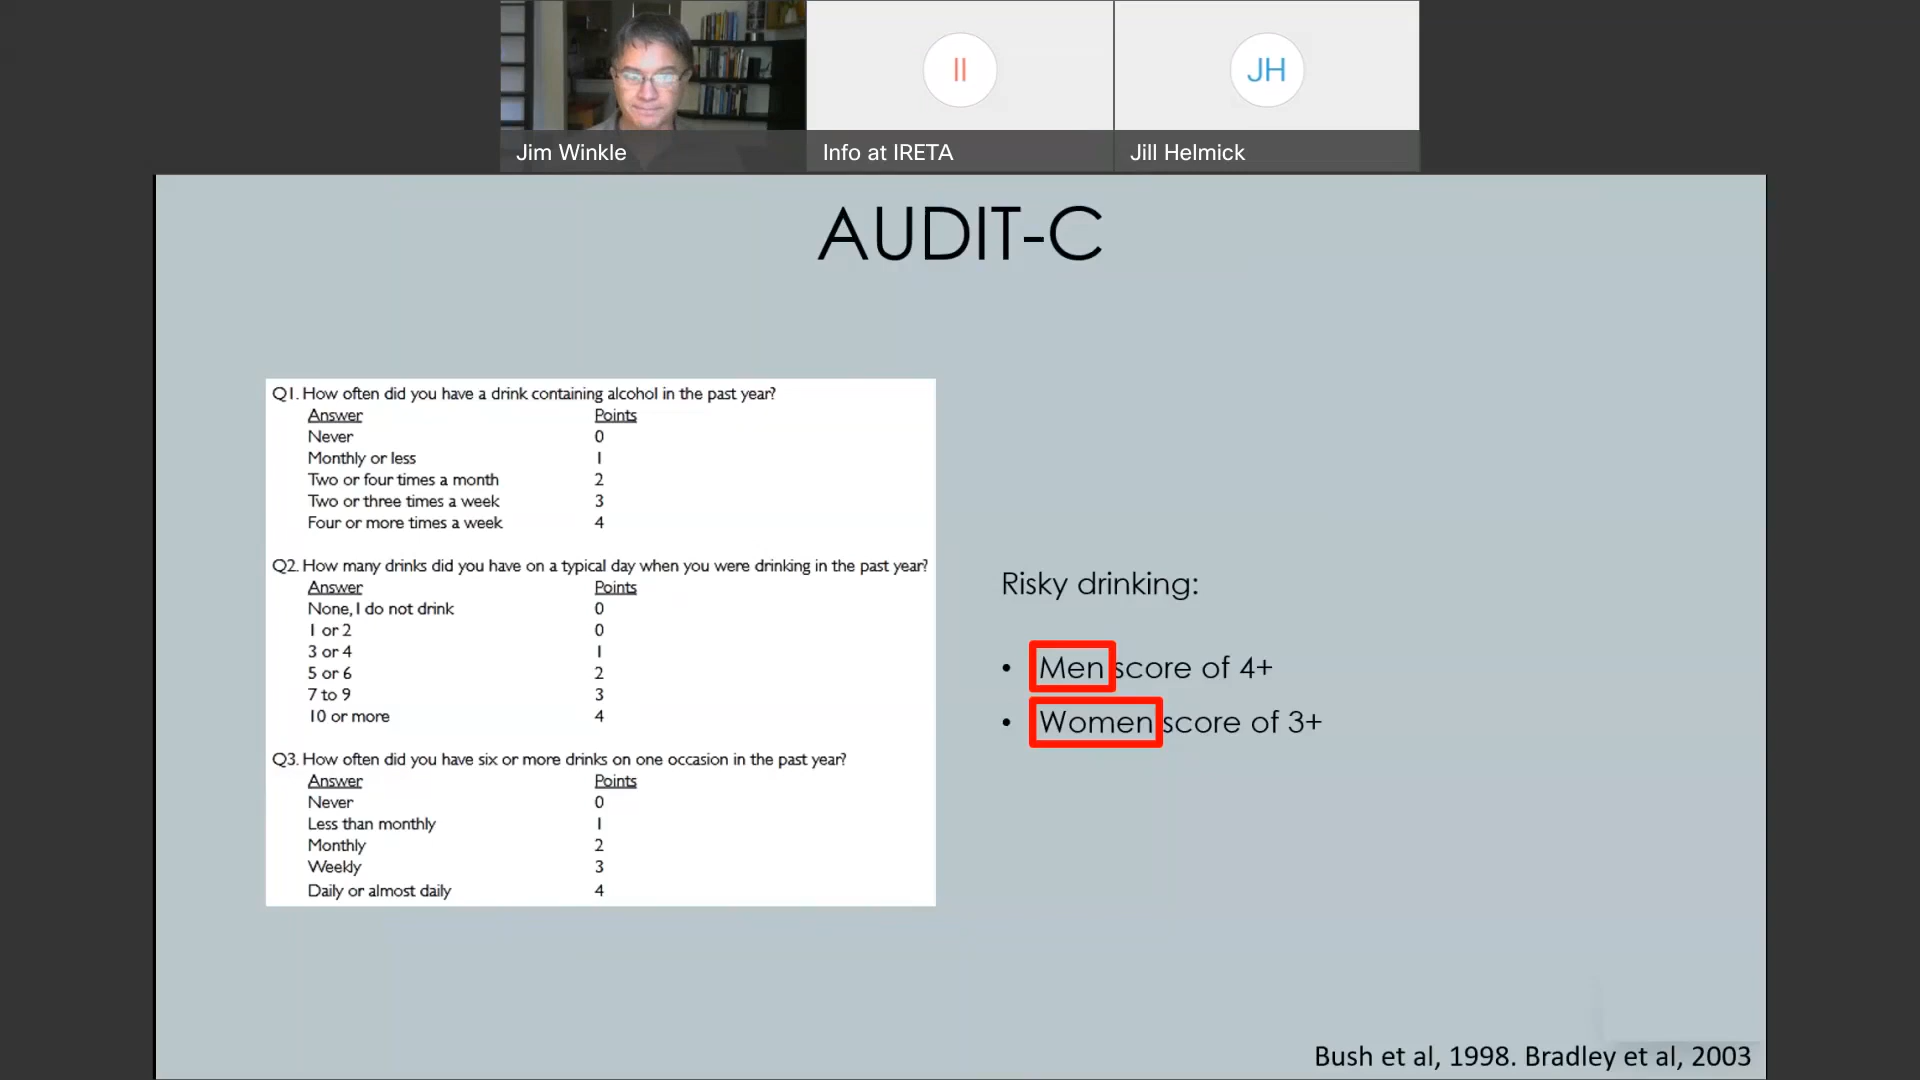 Jim Winkle
II
Info at IRETA
JH
Jill Helmick
AUDIT-C
Q1. How often did you have a drink containing alcohol in the past year?
Answer Points
Never 0
Monthly or less 1
Two or four times a month 2
Two or three times a week 3
Four or more times a week 4
Q2. How many drinks did you have on a typical day when you were drinking in the past year?
Answer Points
None, I do not drink 0
1 or 2 0
3 or 4 1
5 or 6 2
7 to 9 3
10 or more 4
Q3. How often did you have six or more drinks on one occasion in the past year?
Answer Points
Never 0
Less than monthly 1
Monthly 2
Weekly 3
Daily or almost daily 4
Risky drinking:
• Men score of 4+
• Women score of 3+
Bush et al, 1998. Bradley et al, 2003